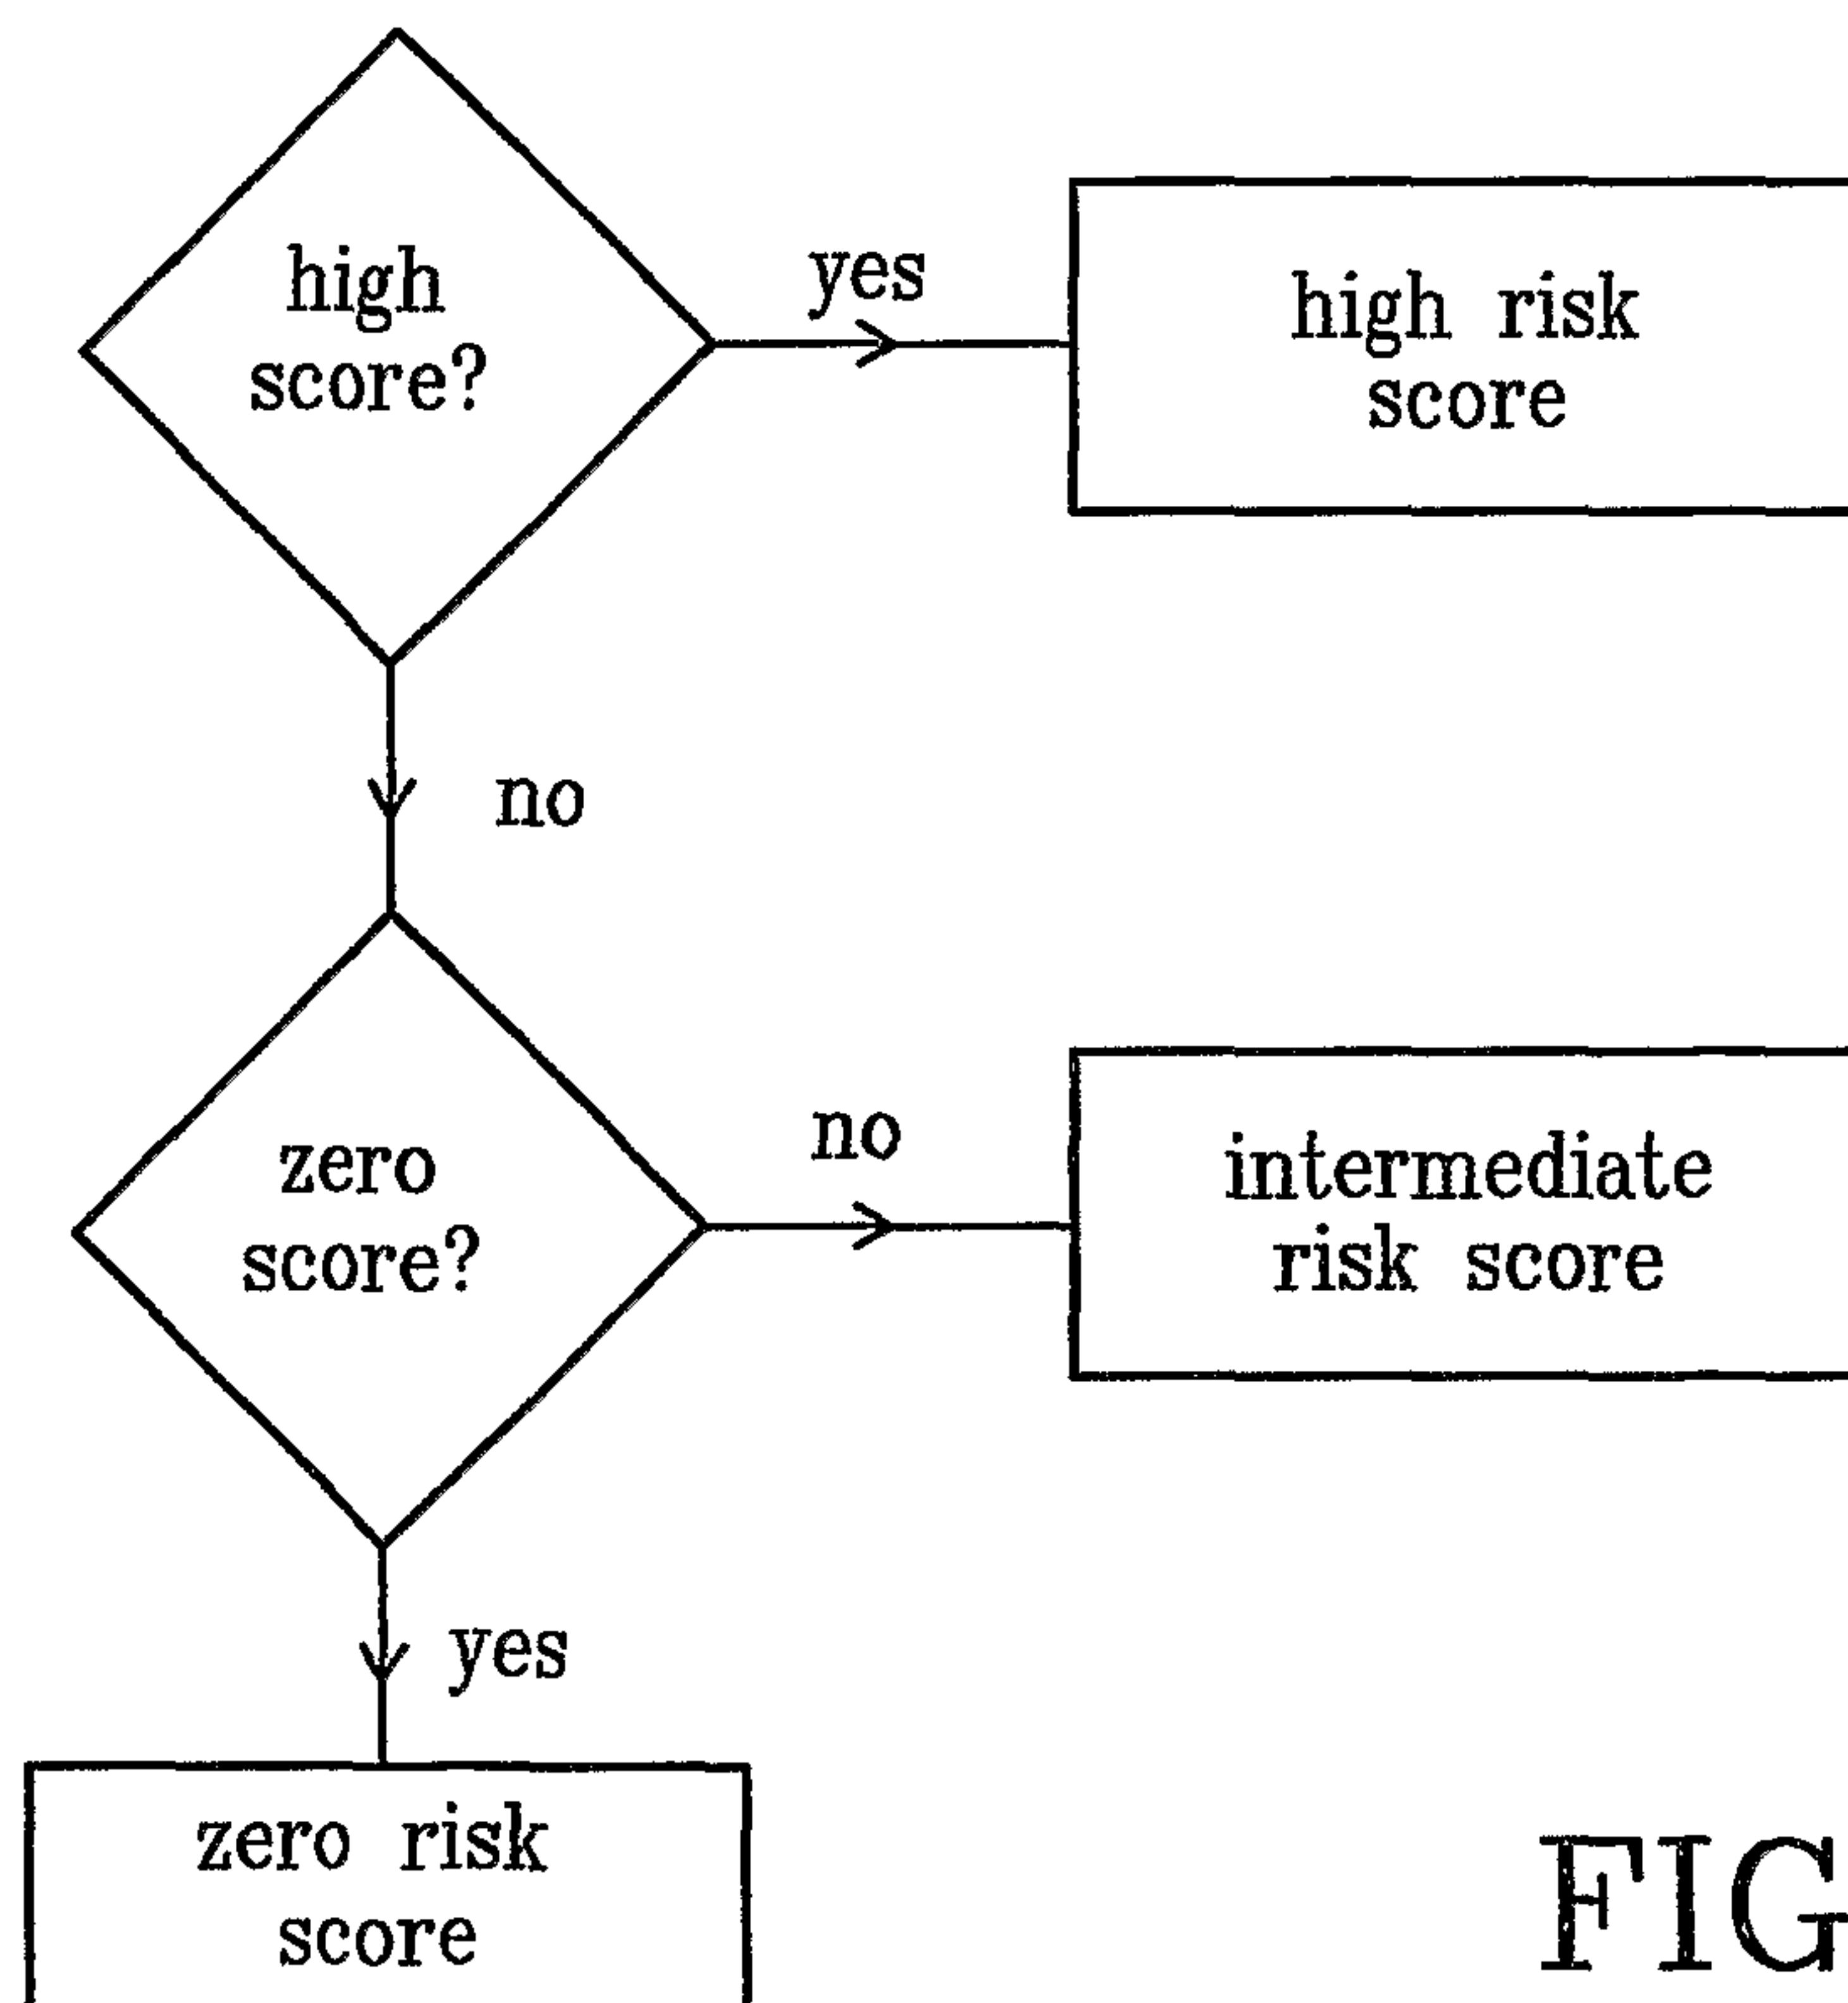 high
score?
yes
high risk
score
no
zero
score?
no
intermediate
risk score
yes
zero risk
score
FIG